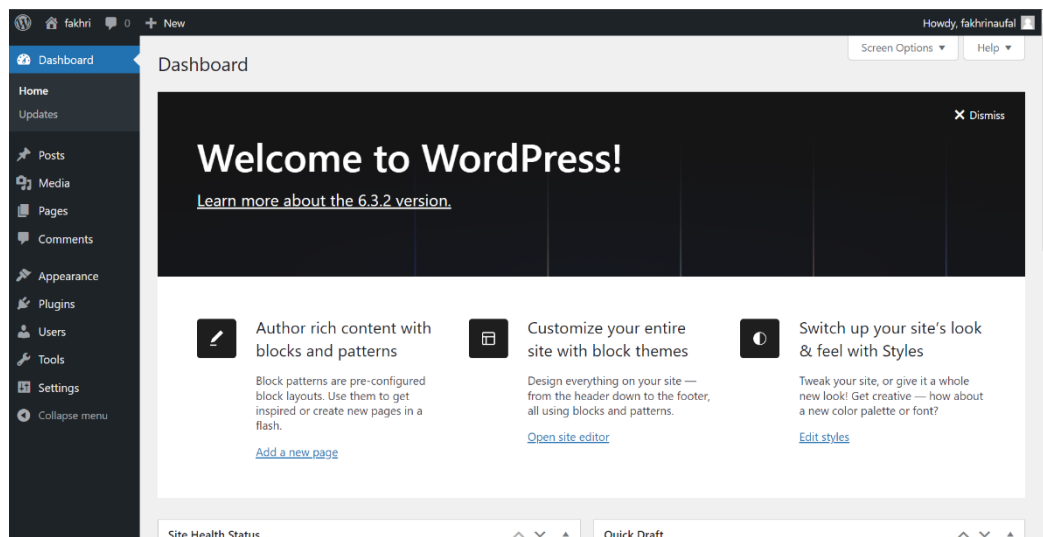 fakhri 0 New Howdy, fakhrinaufal
Screen Options Help
Dashboard
Home
Updates
Posts
Media
Pages
Comments
Appearance
Plugins
Users
Tools
Settings
Collapse menu
Dashboard
Dismiss
Welcome to WordPress!
Learn more about the 6.3.2 version.
Author rich content with
blocks and patterns
Block patterns are pre-configured
block layouts. Use them to get
inspired or create new pages in a
flash.
Add a new page
Customize your entire
site with block themes
Design everything on your site —
from the header down to the footer,
all using blocks and patterns.
Open site editor
Switch up your site's look
& feel with Styles
Tweak your site, or give it a whole
new look! Get creative — how about
a new color palette or font?
Edit styles
Site Health Status
Quick Draft